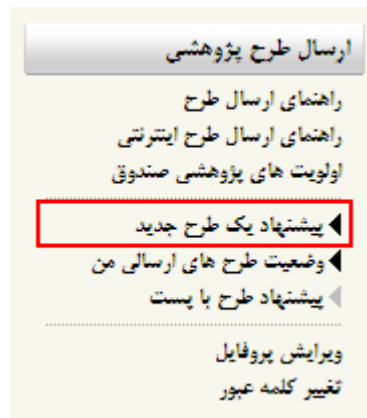 ارسال طرح پژوهشی
راهنمای ارسال طرح
راهنمای ارسال طرح اینترنتی
اولویت های پژوهشی صندوق
پیشنهاد یک طرح جدید
وضعیت طرح های ارسالی من
پیشنهاد طرح با پست
ویرایش پروفایل
تغییر کلمه عبور